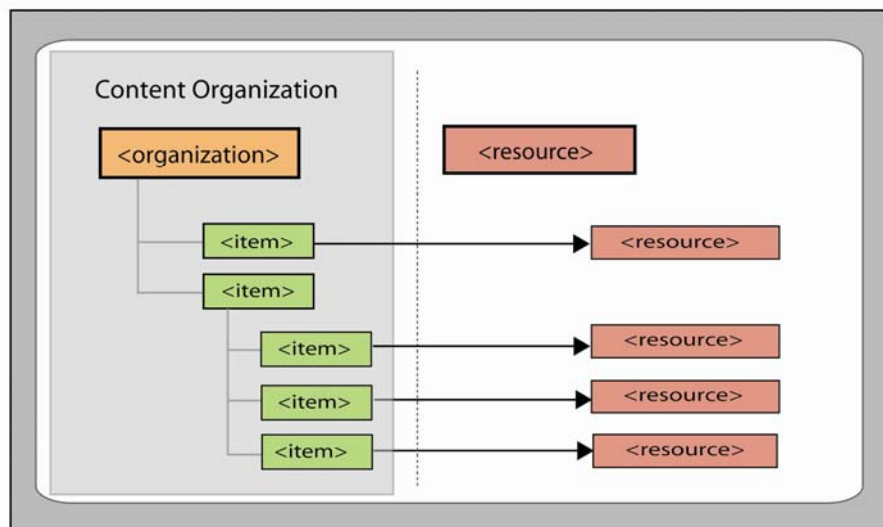 Content Organization
<organization>
<resource>
<item>
<resource>
<item>
<item>
<resource>
<item>
<resource>
<item>
<resource>